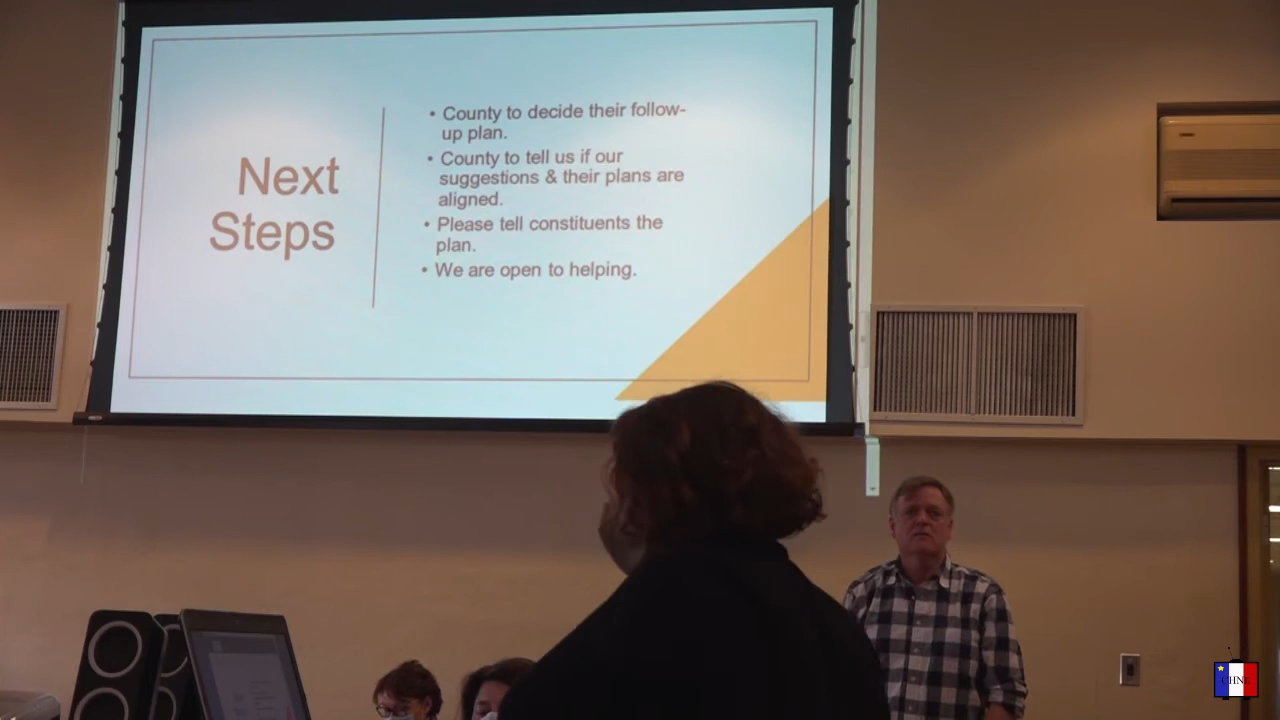 Next
Steps
• County to decide their follow-
up plan.
• County to tell us if our
suggestions & their plans are
aligned.
• Please tell constituents the
plan.
• We are open to helping.
CHNE